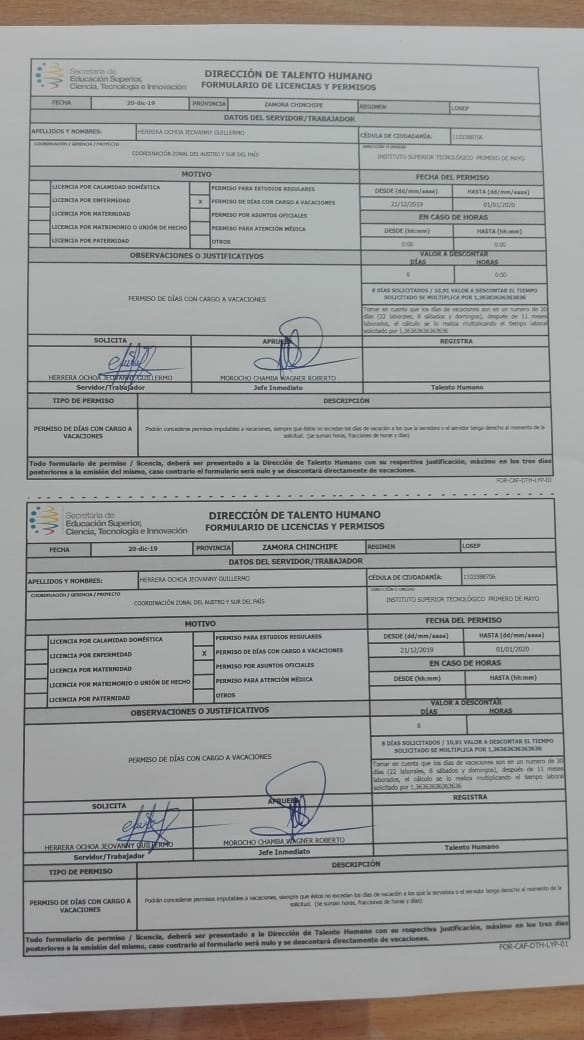 Secretaría de
Educación Superior,
Ciencia, Tecnología e Innovación
DIRECCIÓN DE TALENTO HUMANO
FORMULARIO DE LICENCIAS Y PERMISOS
FECHA 20-dic-19 PROVINCIA ZAMORA CHINCHIPE REGIMEN LOSEP
DATOS DEL SERVIDOR/TRABAJADOR
APELLIDOS Y NOMBRES: HERRERA OCHOA JEOVANNY GUILLERMO CÉDULA DE CIUDADANÍA: 1103388706
COORDINACIÓN / GERENCIA / PROYECTO DIRECCIÓN O UNIDAD
COORDINACIÓN ZONAL DEL AUSTRO Y SUR DEL PAÍS INSTITUTO SUPERIOR TECNOLÓGICO PRIMERO DE MAYO
MOTIVO FECHA DEL PERMISO
LICENCIA POR CALAMIDAD DOMÉSTICA PERMISO PARA ESTUDIOS REGULARES DESDE (dd/mm/aaaa) HASTA (dd/mm/aaaa)
LICENCIA POR ENFERMEDAD X PERMISO DE DÍAS CON CARGO A VACACIONES 21/12/2019 01/01/2020
LICENCIA POR MATERNIDAD PERMISO POR ASUNTOS OFICIALES EN CASO DE HORAS
LICENCIA POR MATRIMONIO O UNIÓN DE HECHO PERMISO PARA ATENCIÓN MÉDICA DESDE (hh:mm) HASTA (hh:mm)
LICENCIA POR PATERNIDAD OTROS 0:00 0:00
OBSERVACIONES O JUSTIFICATIVOS VALOR A DESCONTAR
DÍAS HORAS
8 0:00
PERMISO DE DÍAS CON CARGO A VACACIONES
8 DÍAS SOLICITADOS / 10,91 VALOR A DESCONTAR EL TIEMPO
SOLICITADO SE MULTIPLICA POR 1,36363636363636
Tomar en cuenta que los días de vacaciones son en un numero de 30
días (22 laborales, 8 sábados y domingos), después de 11 meses
laborados, el cálculo se lo realiza multiplicando el tiempo laboral
solicitado por 1,36363636363636
SOLICITA APRUEBA REGISTRA
HERRERA OCHOA JEOVANNY GUILLERMO MOROCHO CHAMBA WAGNER ROBERTO
Servidor/Trabajador Jefe Inmediato Talento Humano
TIPO DE PERMISO DESCRIPCIÓN
PERMISO DE DÍAS CON CARGO A
VACACIONES
Podrán concederse permisos imputables a vacaciones, siempre que éstos no excedan los días de vacación a los que la servidora o el servidor tenga derecho al momento de la
solicitud. (se suman horas, fracciones de horas y días)
Todo formulario de permiso / licencia, deberá ser presentado a la Dirección de Talento Humano con su respectiva justificación, máximo en los tres días
posteriores a la emisión del mismo, caso contrario el formulario será nulo y se descontará directamente de vacaciones.
FOR-CAF-DTH-LYP-01
Secretaría de
Educación Superior,
Ciencia, Tecnología e Innovación
DIRECCIÓN DE TALENTO HUMANO
FORMULARIO DE LICENCIAS Y PERMISOS
FECHA 20-dic-19 PROVINCIA ZAMORA CHINCHIPE REGIMEN LOSEP
DATOS DEL SERVIDOR/TRABAJADOR
APELLIDOS Y NOMBRES: HERRERA OCHOA JEOVANNY GUILLERMO CÉDULA DE CIUDADANÍA: 1103388706
COORDINACIÓN / GERENCIA / PROYECTO DIRECCIÓN O UNIDAD
COORDINACIÓN ZONAL DEL AUSTRO Y SUR DEL PAÍS INSTITUTO SUPERIOR TECNOLÓGICO PRIMERO DE MAYO
MOTIVO FECHA DEL PERMISO
LICENCIA POR CALAMIDAD DOMÉSTICA PERMISO PARA ESTUDIOS REGULARES DESDE (dd/mm/aaaa) HASTA (dd/mm/aaaa)
LICENCIA POR ENFERMEDAD X PERMISO DE DÍAS CON CARGO A VACACIONES 21/12/2019 01/01/2020
LICENCIA POR MATERNIDAD PERMISO POR ASUNTOS OFICIALES EN CASO DE HORAS
LICENCIA POR MATRIMONIO O UNIÓN DE HECHO PERMISO PARA ATENCIÓN MÉDICA DESDE (hh:mm) HASTA (hh:mm)
LICENCIA POR PATERNIDAD OTROS
OBSERVACIONES O JUSTIFICATIVOS VALOR A DESCONTAR
DÍAS HORAS
8
PERMISO DE DÍAS CON CARGO A VACACIONES
8 DÍAS SOLICITADOS / 10,91 VALOR A DESCONTAR EL TIEMPO
SOLICITADO SE MULTIPLICA POR 1,36363636363636
Tomar en cuenta que los días de vacaciones son en un numero de 30
días (22 laborales, 8 sábados y domingos), después de 11 meses
laborados, el cálculo se lo realiza multiplicando el tiempo laboral
solicitado por 1,36363636363636
SOLICITA APRUEBA REGISTRA
HERRERA OCHOA JEOVANNY GUILLERMO MOROCHO CHAMBA WAGNER ROBERTO
Servidor/Trabajador Jefe Inmediato Talento Humano
TIPO DE PERMISO DESCRIPCIÓN
PERMISO DE DÍAS CON CARGO A
VACACIONES
Podrán concederse permisos imputables a vacaciones, siempre que éstos no excedan los días de vacación a los que la servidora o el servidor tenga derecho al momento de la
solicitud. (se suman horas, fracciones de horas y días)
Todo formulario de permiso / licencia, deberá ser presentado a la Dirección de Talento Humano con su respectiva justificación, máximo en los tres días
posteriores a la emisión del mismo, caso contrario el formulario será nulo y se descontará directamente de vacaciones.
FOR-CAF-DTH-LYP-01